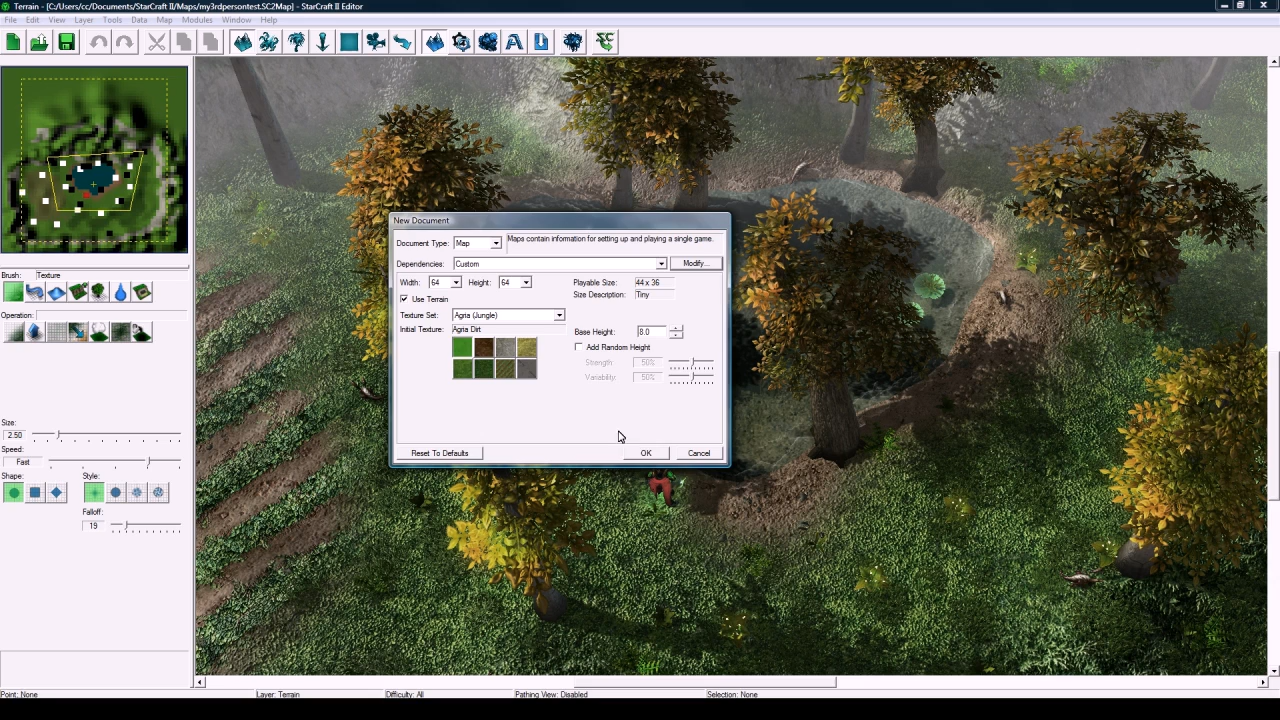 Terrain - [C:/Users/cc/Documents/StarCraft II/Maps/my3rdpersontest.SC2Map] - StarCraft II Editor
File Edit View Layer Tools Data Map Modules Window Help
New Document
Document Type: Map Maps contain information for setting up and playing a single game.
Dependencies: Custom Modify...
Width: 64 Height: 64 Playable Size: 44 x 36
Size Description: Tiny
Use Terrain
Texture Set: Agria (Jungle)
Initial Texture: Agria Dirt
Base Height: 8.0
Add Random Height
Strength: 50%
Variability: 50%
Reset To Defaults OK Cancel
Brush: Texture
Operation:
Size:
2.50
Speed:
Fast
Shape: Style:
Falloff:
19
Point: None Layer: Terrain Difficulty: All Pathing View: Disabled Selection: None